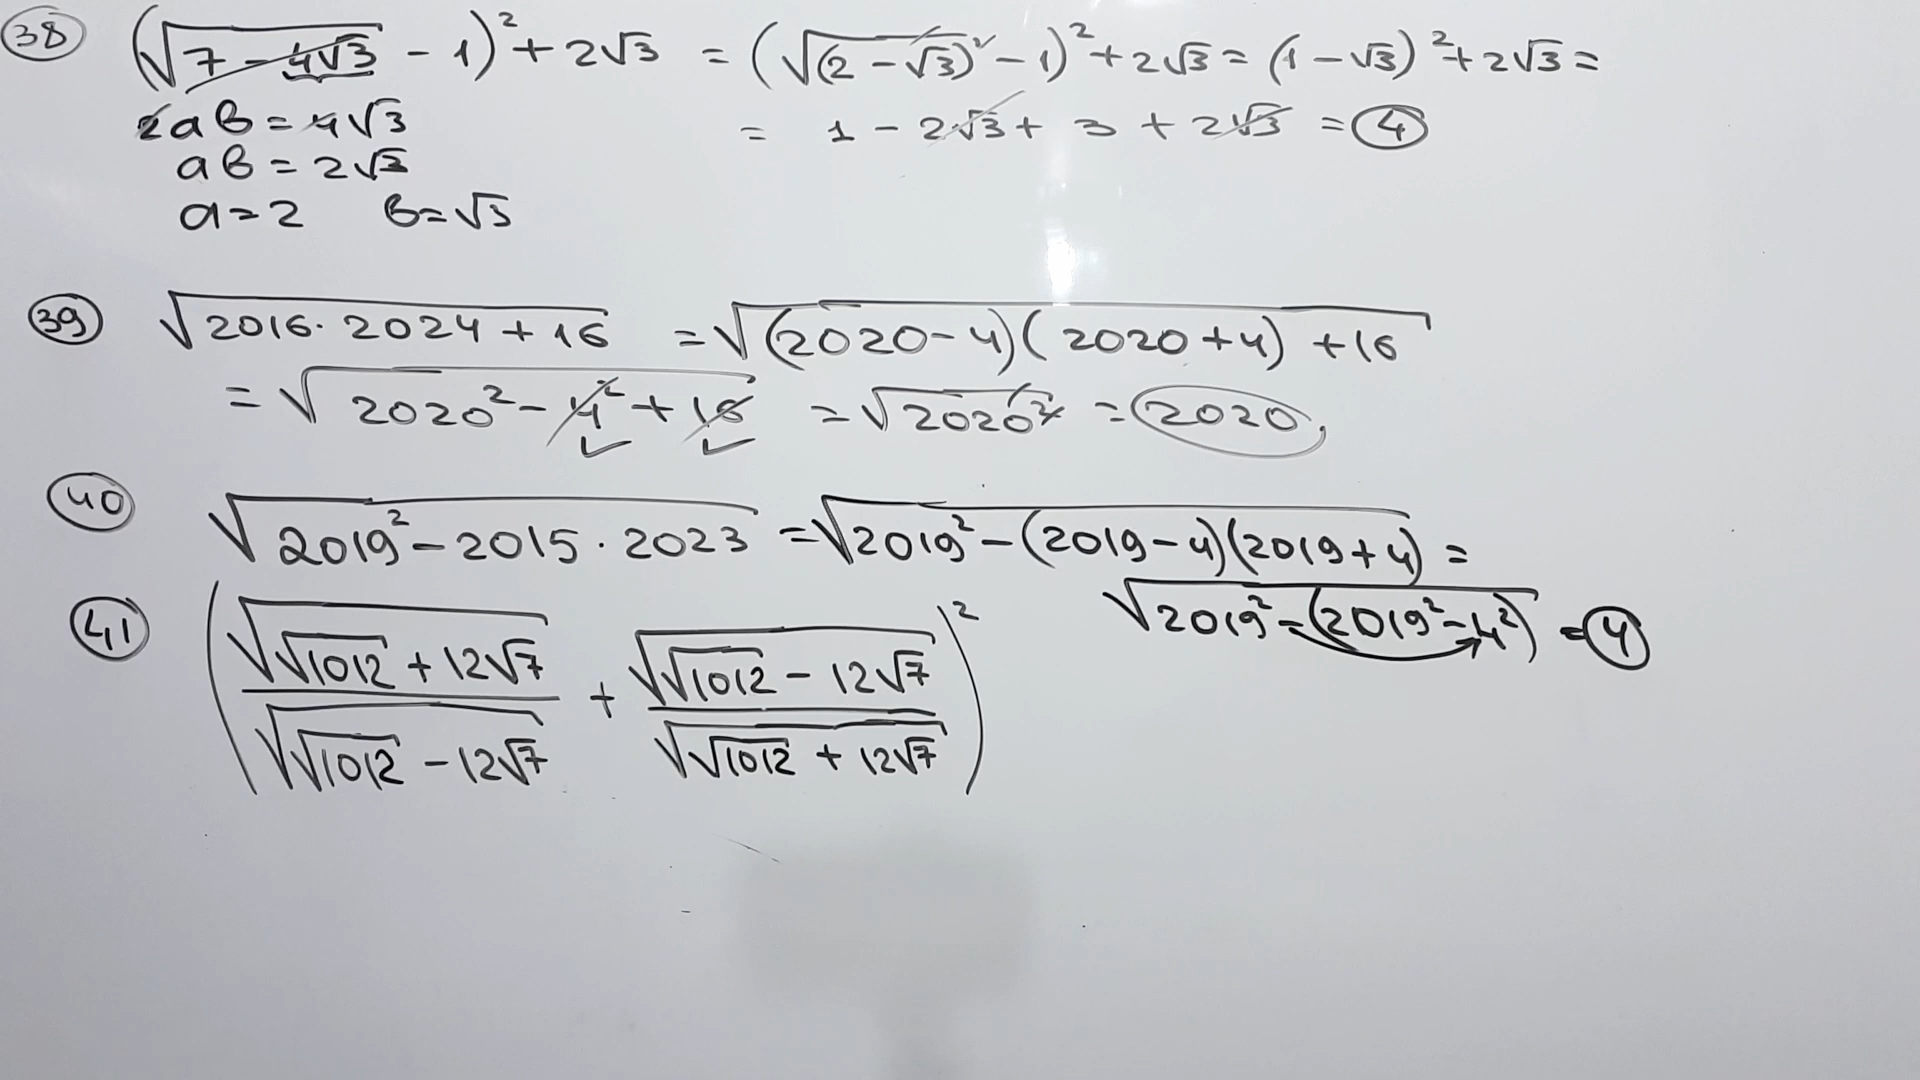 38 (√(7 - 4√3) - 1)² + 2√3 = (√((2 - √3)²) - 1)² + 2√3 = (1 - √3)² + 2√3 =
2ab = 4√3 = 1 - 2√3 + 3 + 2√3 = 4
ab = 2√3
a = 2 b = √3
39 √(2016 · 2024 + 16) = √((2020 - 4)(2020 + 4) + 16)
= √(2020² - 4² + 16) = √(2020²) = 2020
40 √(2019² - 2015 · 2023) = √(2019² - (2019 - 4)(2019 + 4)) =
√(2019² - (2019² - 4²)) = 4
41 (√(√1012 + 12√7) / √(√1012 - 12√7) + √(√1012 - 12√7) / √(√1012 + 12√7))²